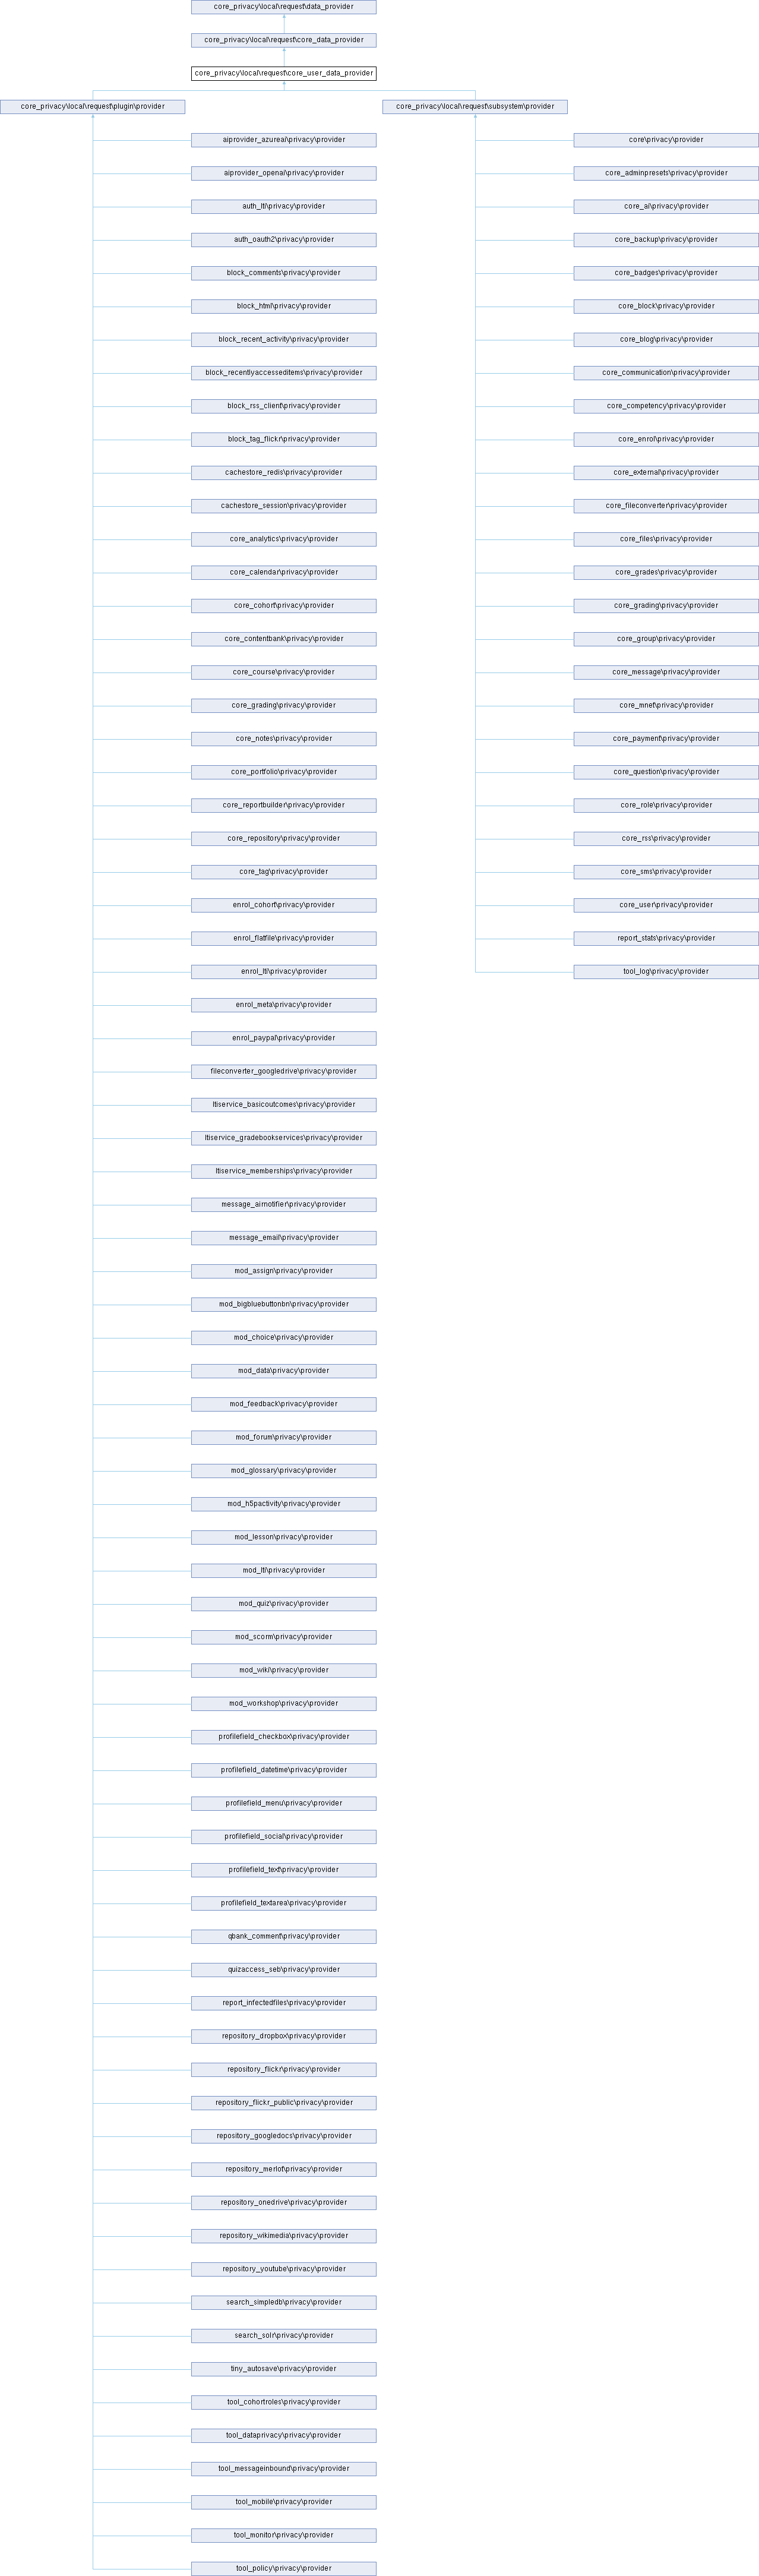 core_privacy\local\request\data_provider
core_privacy\local\request\core_data_provider
core_privacy\local\request\core_user_data_provider
core_privacy\local\request\plugin\provider
core_privacy\local\request\subsystem\provider
aiprovider_azureai\privacy\provider
aiprovider_openai\privacy\provider
auth_lti\privacy\provider
auth_oauth2\privacy\provider
block_comments\privacy\provider
block_html\privacy\provider
block_recent_activity\privacy\provider
block_recentlyaccesseditems\privacy\provider
block_rss_client\privacy\provider
block_tag_flickr\privacy\provider
cachestore_redis\privacy\provider
cachestore_session\privacy\provider
core_analytics\privacy\provider
core_calendar\privacy\provider
core_cohort\privacy\provider
core_contentbank\privacy\provider
core_course\privacy\provider
core_grading\privacy\provider
core_notes\privacy\provider
core_portfolio\privacy\provider
core_reportbuilder\privacy\provider
core_repository\privacy\provider
core_tag\privacy\provider
enrol_cohort\privacy\provider
enrol_flatfile\privacy\provider
enrol_lti\privacy\provider
enrol_meta\privacy\provider
enrol_paypal\privacy\provider
fileconverter_googledrive\privacy\provider
ltiservice_basicoutcomes\privacy\provider
ltiservice_gradebookservices\privacy\provider
ltiservice_memberships\privacy\provider
message_airnotifier\privacy\provider
message_email\privacy\provider
mod_assign\privacy\provider
mod_bigbluebuttonbn\privacy\provider
mod_choice\privacy\provider
mod_data\privacy\provider
mod_feedback\privacy\provider
mod_forum\privacy\provider
mod_glossary\privacy\provider
mod_h5pactivity\privacy\provider
mod_lesson\privacy\provider
mod_lti\privacy\provider
mod_quiz\privacy\provider
mod_scorm\privacy\provider
mod_wiki\privacy\provider
mod_workshop\privacy\provider
profilefield_checkbox\privacy\provider
profilefield_datetime\privacy\provider
profilefield_menu\privacy\provider
profilefield_social\privacy\provider
profilefield_text\privacy\provider
profilefield_textarea\privacy\provider
qbank_comment\privacy\provider
quizaccess_seb\privacy\provider
report_infectedfiles\privacy\provider
repository_dropbox\privacy\provider
repository_flickr\privacy\provider
repository_flickr_public\privacy\provider
repository_googledocs\privacy\provider
repository_merlot\privacy\provider
repository_onedrive\privacy\provider
repository_wikimedia\privacy\provider
repository_youtube\privacy\provider
search_simpledb\privacy\provider
search_solr\privacy\provider
tiny_autosave\privacy\provider
tool_cohortroles\privacy\provider
tool_dataprivacy\privacy\provider
tool_messageinbound\privacy\provider
tool_mobile\privacy\provider
tool_monitor\privacy\provider
tool_policy\privacy\provider
core\privacy\provider
core_adminpresets\privacy\provider
core_ai\privacy\provider
core_backup\privacy\provider
core_badges\privacy\provider
core_block\privacy\provider
core_blog\privacy\provider
core_communication\privacy\provider
core_competency\privacy\provider
core_enrol\privacy\provider
core_external\privacy\provider
core_fileconverter\privacy\provider
core_files\privacy\provider
core_grades\privacy\provider
core_grading\privacy\provider
core_group\privacy\provider
core_message\privacy\provider
core_mnet\privacy\provider
core_payment\privacy\provider
core_question\privacy\provider
core_role\privacy\provider
core_rss\privacy\provider
core_sms\privacy\provider
core_user\privacy\provider
report_stats\privacy\provider
tool_log\privacy\provider